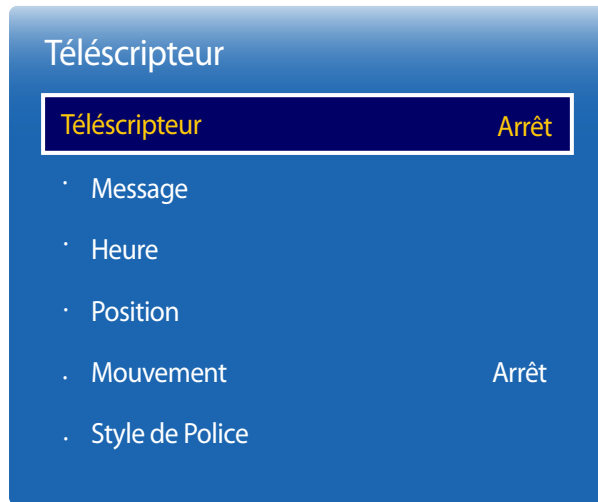 Téléscripteur
Téléscripteur Arrêt
· Message
· Heure
· Position
. Mouvement Arrêt
. Style de Police